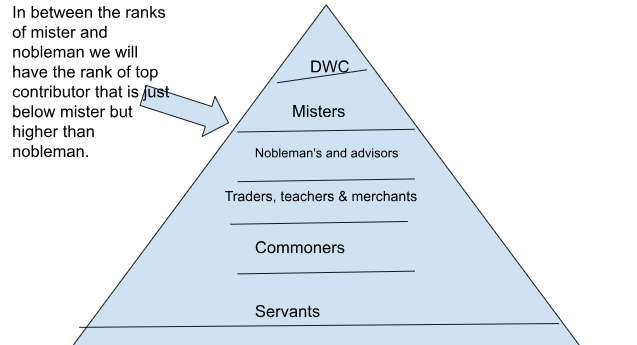 In between the ranks
of mister and
nobleman we will
have the rank of top
contributor that is just
below mister but
higher than
nobleman.
DWC
Misters
Nobleman's and advisors
Traders, teachers & merchants
Commoners
Servants